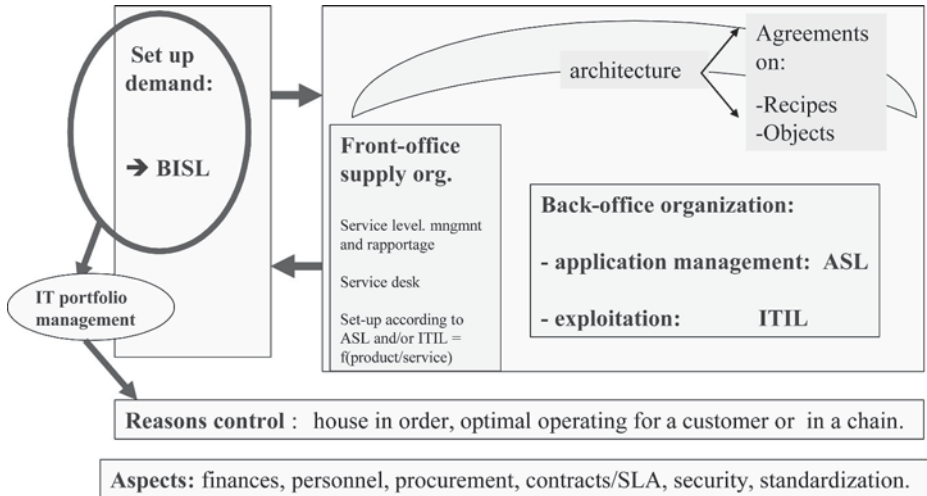 Set up
demand:
➔ BISL
IT portfolio
management
architecture
Agreements
on:
-Recipes
-Objects
Front-office
supply org.
Service level. mngmnt
and rapportage
Service desk
Set-up according to
ASL and/or ITIL =
f(product/service)
Back-office organization:
- application management: ASL
- exploitation: ITIL
Reasons control : house in order, optimal operating for a customer or in a chain.
Aspects: finances, personnel, procurement, contracts/SLA, security, standardization.